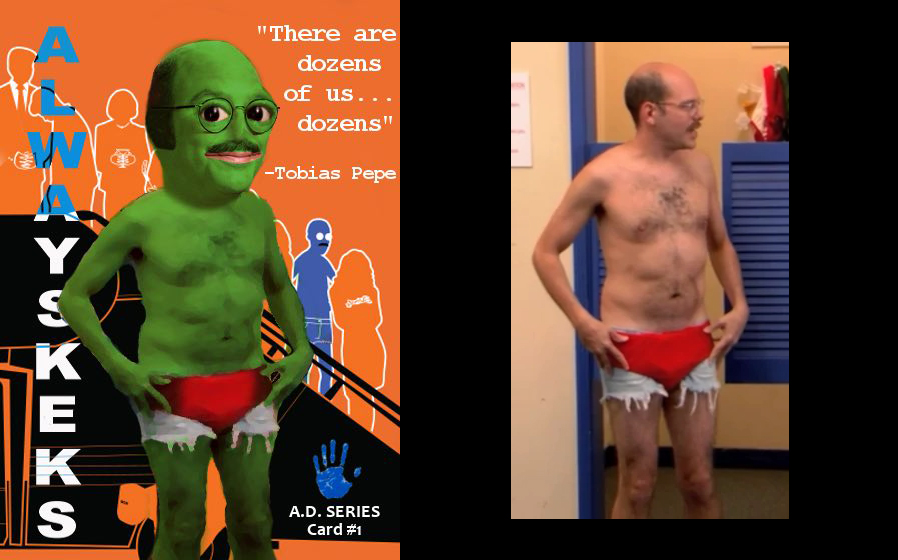 ALWAYSKEKS
"There are
dozens
of us...
dozens"
-Tobias Pepe
A.D. SERIES
Card #1